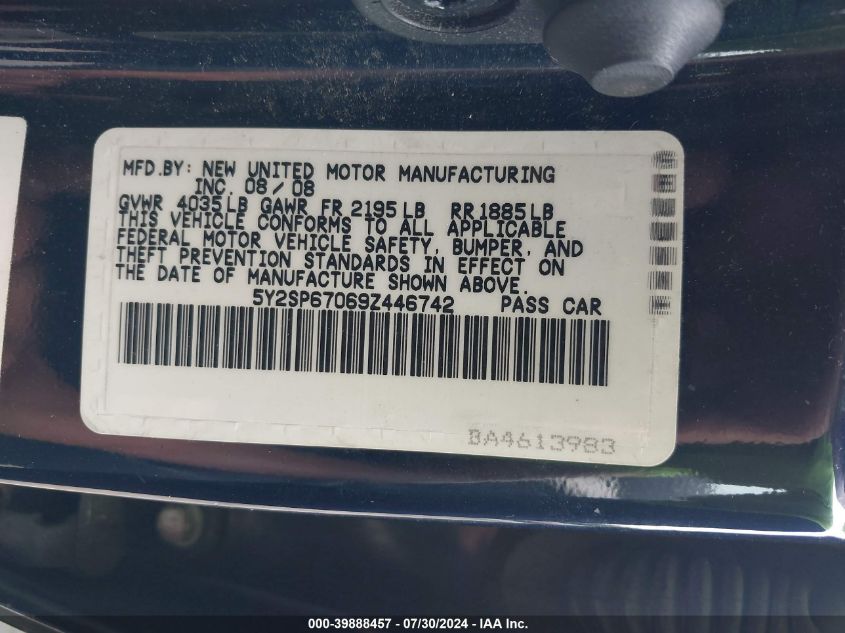 MFD.BY: NEW UNITED MOTOR MANUFACTURING
INC. 08/08
GVWR 4035LB GAWR FR 2195LB RR 1885LB
THIS VEHICLE CONFORMS TO ALL APPLICABLE
FEDERAL MOTOR VEHICLE SAFETY, BUMPER, AND
THEFT PREVENTION STANDARDS IN EFFECT ON
THE DATE OF MANUFACTURE SHOWN ABOVE.
5Y2SP67069Z446742 PASS CAR
BA4613983
000-39888457 - 07/30/2024 - IAA Inc.